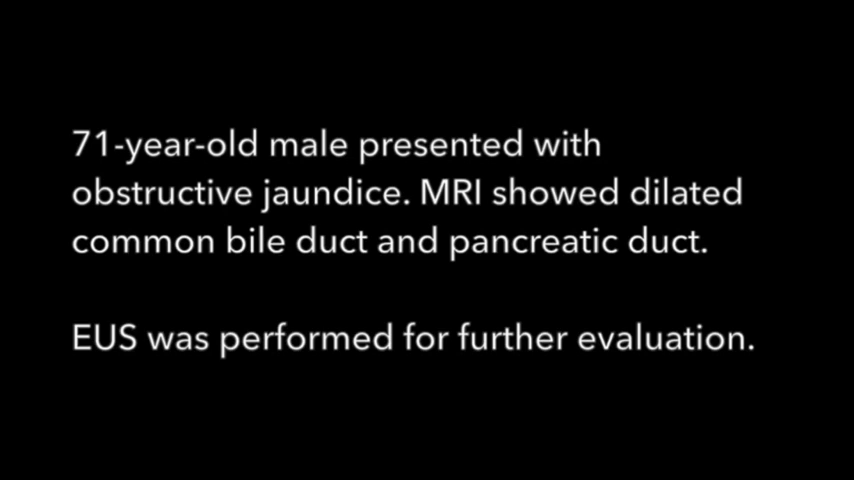 71-year-old male presented with
obstructive jaundice. MRI showed dilated
common bile duct and pancreatic duct.
EUS was performed for further evaluation.